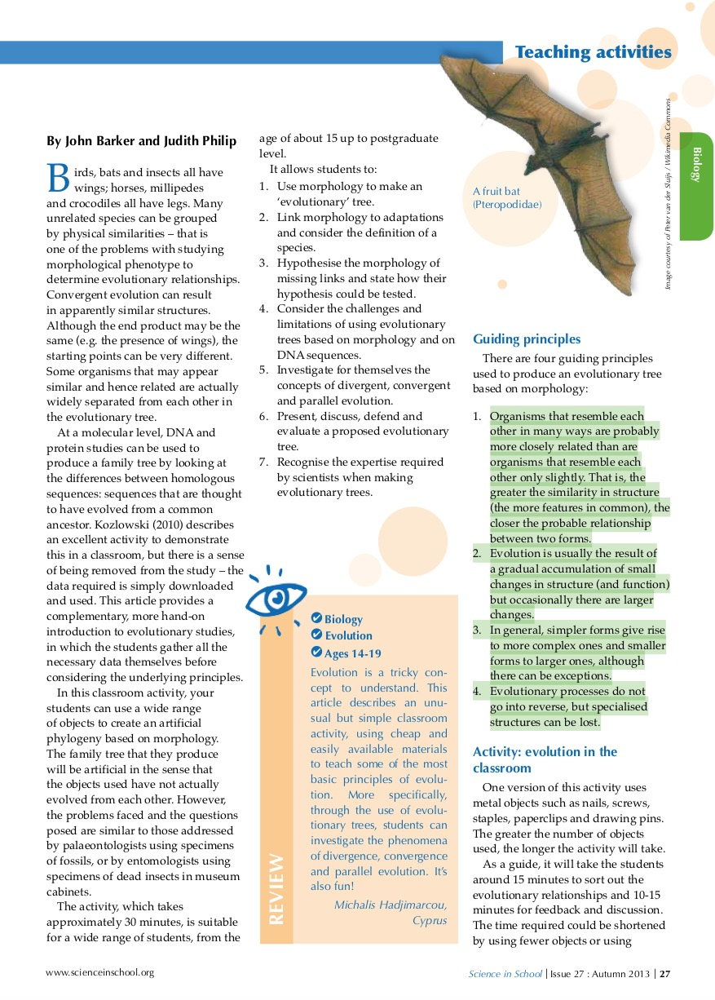 Teaching activities
Biology
Image courtesy of Peter van der Sluijs / Wikimedia Commons
A fruit bat
(Pteropodidae)
By John Barker and Judith Philip
Birds, bats and insects all have
wings; horses, millipedes
and crocodiles all have legs. Many
unrelated species can be grouped
by physical similarities – that is
one of the problems with studying
morphological phenotype to
determine evolutionary relationships.
Convergent evolution can result
in apparently similar structures.
Although the end product may be the
same (e.g. the presence of wings), the
starting points can be very different.
Some organisms that may appear
similar and hence related are actually
widely separated from each other in
the evolutionary tree.
At a molecular level, DNA and
protein studies can be used to
produce a family tree by looking at
the differences between homologous
sequences: sequences that are thought
to have evolved from a common
ancestor. Kozlowski (2010) describes
an excellent activity to demonstrate
this in a classroom, but there is a sense
of being removed from the study – the
data required is simply downloaded
and used. This article provides a
complementary, more hand-on
introduction to evolutionary studies,
in which the students gather all the
necessary data themselves before
considering the underlying principles.
In this classroom activity, your
students can use a wide range
of objects to create an artificial
phylogeny based on morphology.
The family tree that they produce
will be artificial in the sense that
the objects used have not actually
evolved from each other. However,
the problems faced and the questions
posed are similar to those addressed
by palaeontologists using specimens
of fossils, or by entomologists using
specimens of dead insects in museum
cabinets.
The activity, which takes
approximately 30 minutes, is suitable
for a wide range of students, from the
age of about 15 up to postgraduate
level.
It allows students to:
1. Use morphology to make an
‘evolutionary’ tree.
2. Link morphology to adaptations
and consider the definition of a
species.
3. Hypothesise the morphology of
missing links and state how their
hypothesis could be tested.
4. Consider the challenges and
limitations of using evolutionary
trees based on morphology and on
DNA sequences.
5. Investigate for themselves the
concepts of divergent, convergent
and parallel evolution.
6. Present, discuss, defend and
evaluate a proposed evolutionary
tree.
7. Recognise the expertise required
by scientists when making
evolutionary trees.
REVIEW
Biology
Evolution
Ages 14-19
Evolution is a tricky con-
cept to understand. This
article describes an unu-
sual but simple classroom
activity, using cheap and
easily available materials
to teach some of the most
basic principles of evolu-
tion. More specifically,
through the use of evolu-
tionary trees, students can
investigate the phenomena
of divergence, convergence
and parallel evolution. It’s
also fun!
Michalis Hadjimarcou,
Cyprus
Guiding principles
There are four guiding principles
used to produce an evolutionary tree
based on morphology:
1. Organisms that resemble each
other in many ways are probably
more closely related than are
organisms that resemble each
other only slightly. That is, the
greater the similarity in structure
(the more features in common), the
closer the probable relationship
between two forms.
2. Evolution is usually the result of
a gradual accumulation of small
changes in structure (and function)
but occasionally there are larger
changes.
3. In general, simpler forms give rise
to more complex ones and smaller
forms to larger ones, although
there can be exceptions.
4. Evolutionary processes do not
go into reverse, but specialised
structures can be lost.
Activity: evolution in the
classroom
One version of this activity uses
metal objects such as nails, screws,
staples, paperclips and drawing pins.
The greater the number of objects
used, the longer the activity will take.
As a guide, it will take the students
around 15 minutes to sort out the
evolutionary relationships and 10-15
minutes for feedback and discussion.
The time required could be shortened
by using fewer objects or using
www.scienceinschool.org
Science in School | Issue 27 : Autumn 2013 | 27